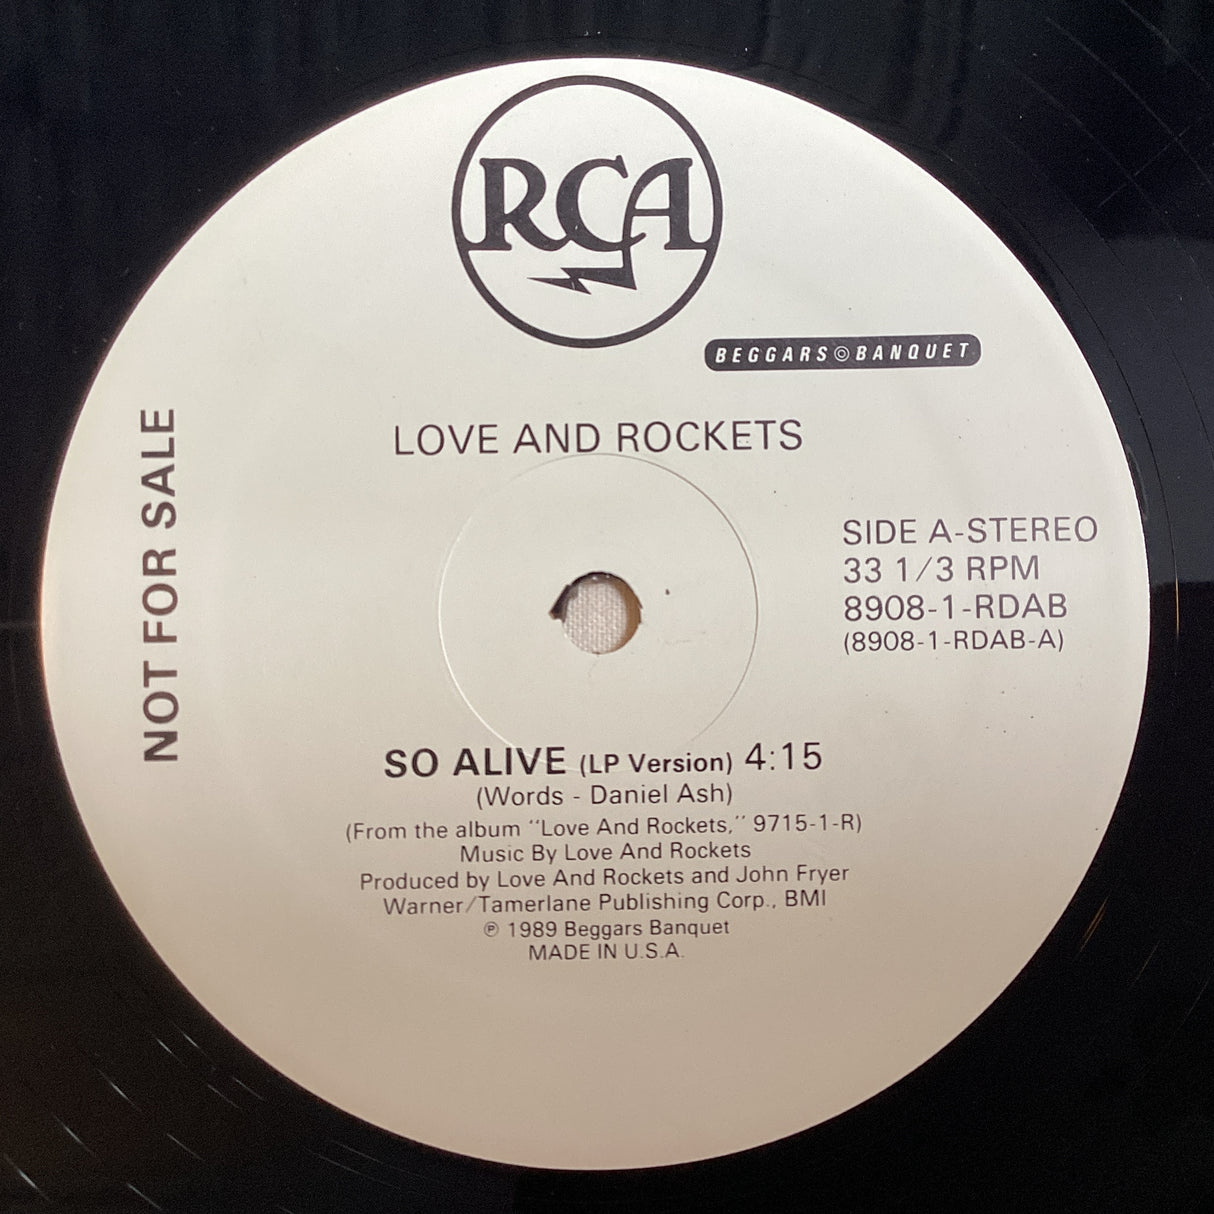 RCA
BEGGARS BANQUET
LOVE AND ROCKETS
NOT FOR SALE
SIDE A-STEREO
33 1/3 RPM
8908-1-RDAB
(8908-1-RDAB-A)
SO ALIVE (LP Version) 4:15
(Words - Daniel Ash)
(From the album "Love And Rockets," 9715-1-R)
Music By Love And Rockets
Produced by Love And Rockets and John Fryer
Warner/Tamerlane Publishing Corp., BMI
℗ 1989 Beggars Banquet
MADE IN U.S.A.